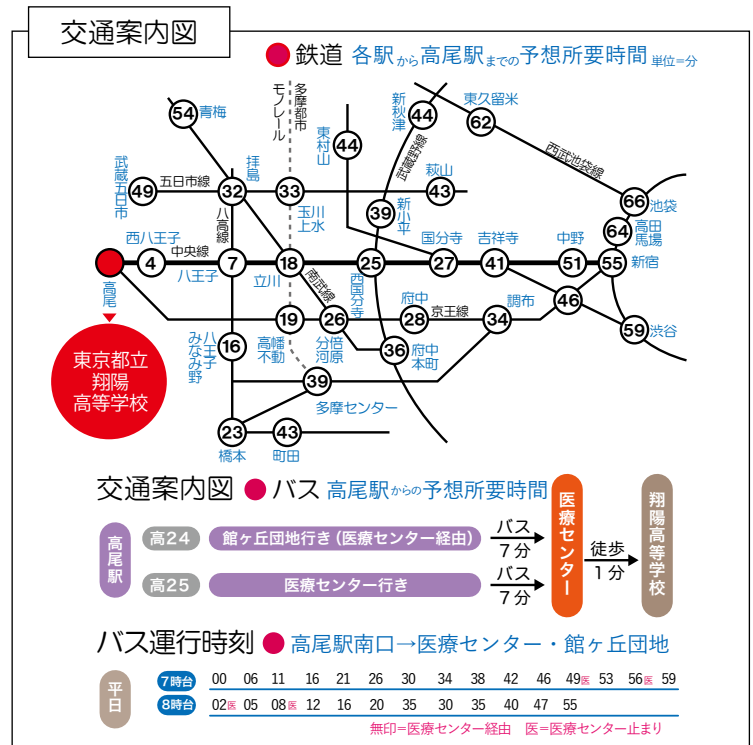 交通案内図
鉄道 各駅から高尾駅までの予想所要時間 単位=分
54 青梅
モノレール
多摩都市
東村山
44
新秋津
44
東久留米
62
武蔵野線
西武池袋線
武蔵五日市
49
五日市線
拝島
32
33
玉川上水
萩山
43
八高線
39
新小平
66
池袋
64
高田馬場
西八王子
4
中央線
八王子
7
立川
18
南武線
25
西国分寺
国分寺
27
吉祥寺
41
中野
51
55
新宿
高尾
19
高幡不動
26
分倍河原
府中
28
京王線
調布
34
46
59
渋谷
八王子みなみ野
16
36
府中本町
39
多摩センター
23
橋本
43
町田
東京都立
翔陽
高等学校
交通案内図 バス 高尾駅からの予想所要時間
高尾駅
高24 館ヶ丘団地行き(医療センター経由) バス 7分
高25 医療センター行き バス 7分
医療センター
徒歩
1分
翔陽高等学校
バス運行時刻 高尾駅南口→医療センター・館ヶ丘団地
平日
7時台 00 06 11 16 21 26 30 34 38 42 46 49医 53 56医 59
8時台 02医 05 08医 12 16 20 35 30 35 40 47 55
無印=医療センター経由 医=医療センター止まり